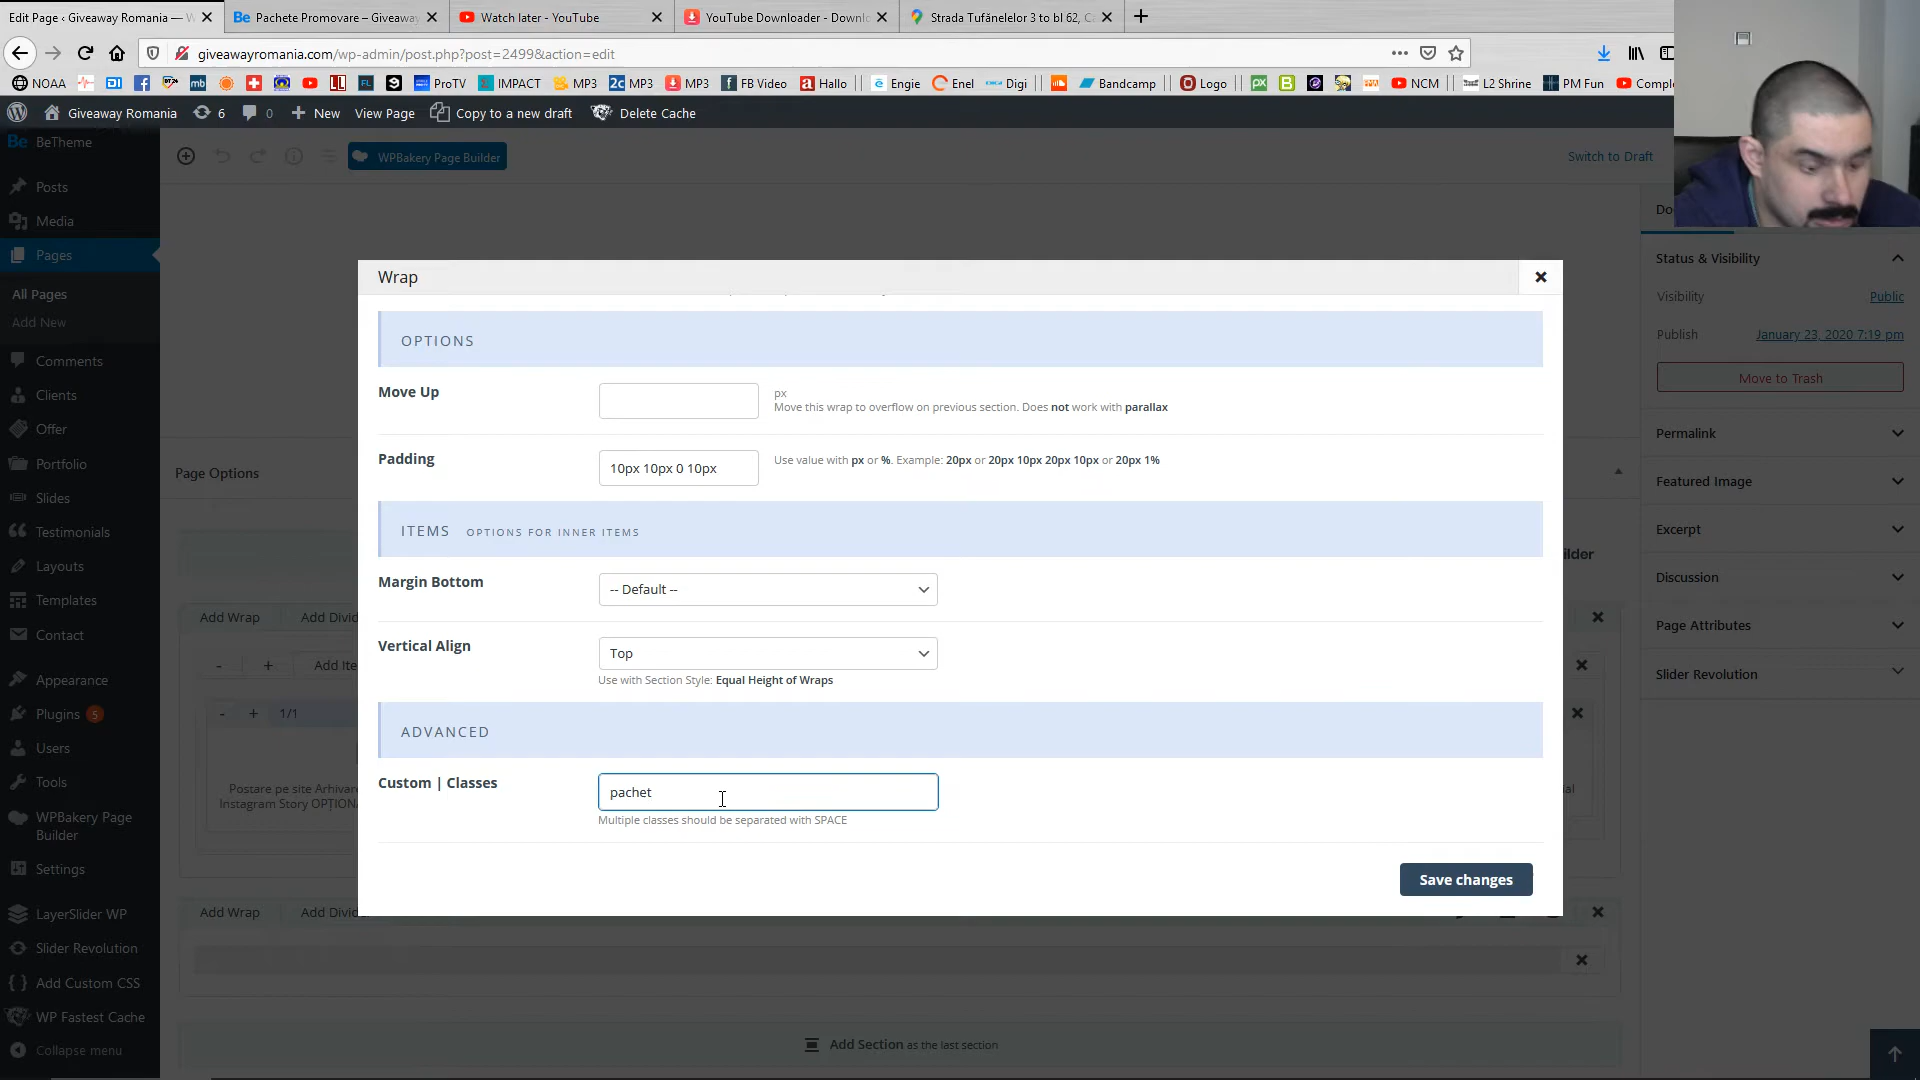 Edit Page ‹ Giveaway Romania — W
Pachete Promovare – Giveaway
Watch later - YouTube
YouTube Downloader - Downl
Strada Tufănelelor 3 to bl 62, C
giveawayromania.com/wp-admin/post.php?post=2499&action=edit
NOAA
ProTV
IMPACT
MP3
MP3
MP3
FB Video
Hallo
Engie
Enel
Digi
Bandcamp
Logo
NCM
L2 Shrine
PM Fun
Giveaway Romania
6
0
New
View Page
Copy to a new draft
Delete Cache
BeTheme
Posts
Media
Pages
All Pages
Add New
Comments
Clients
Offer
Portfolio
Slides
Testimonials
Layouts
Templates
Contact
Appearance
Plugins 5
Users
Tools
WPBakery Page Builder
Settings
LayerSlider WP
Slider Revolution
Add Custom CSS
WP Fastest Cache
Collapse menu
WPBakery Page Builder
Switch to Draft
Page Options
Add Wrap
- + Add Ite
- + 1/1
Postare pe site Arhivar
Instagram Story
Add Wrap
Add Section as the last section
Wrap
OPTIONS
Move Up
px
Move this wrap to overflow on previous section. Does not work with parallax
Padding
10px 10px 0 10px
Use value with px or %. Example: 20px or 20px 10px 20px 10px or 20px 1%
ITEMS OPTIONS FOR INNER ITEMS
Margin Bottom
-- Default --
Vertical Align
Top
Use with Section Style: Equal Height of Wraps
ADVANCED
Custom | Classes
pachet
Multiple classes should be separated with SPACE
Save changes
Status & Visibility
Visibility
Public
Publish
January 23, 2020 7:19 pm
Move to Trash
Permalink
Featured Image
Excerpt
Discussion
Page Attributes
Slider Revolution